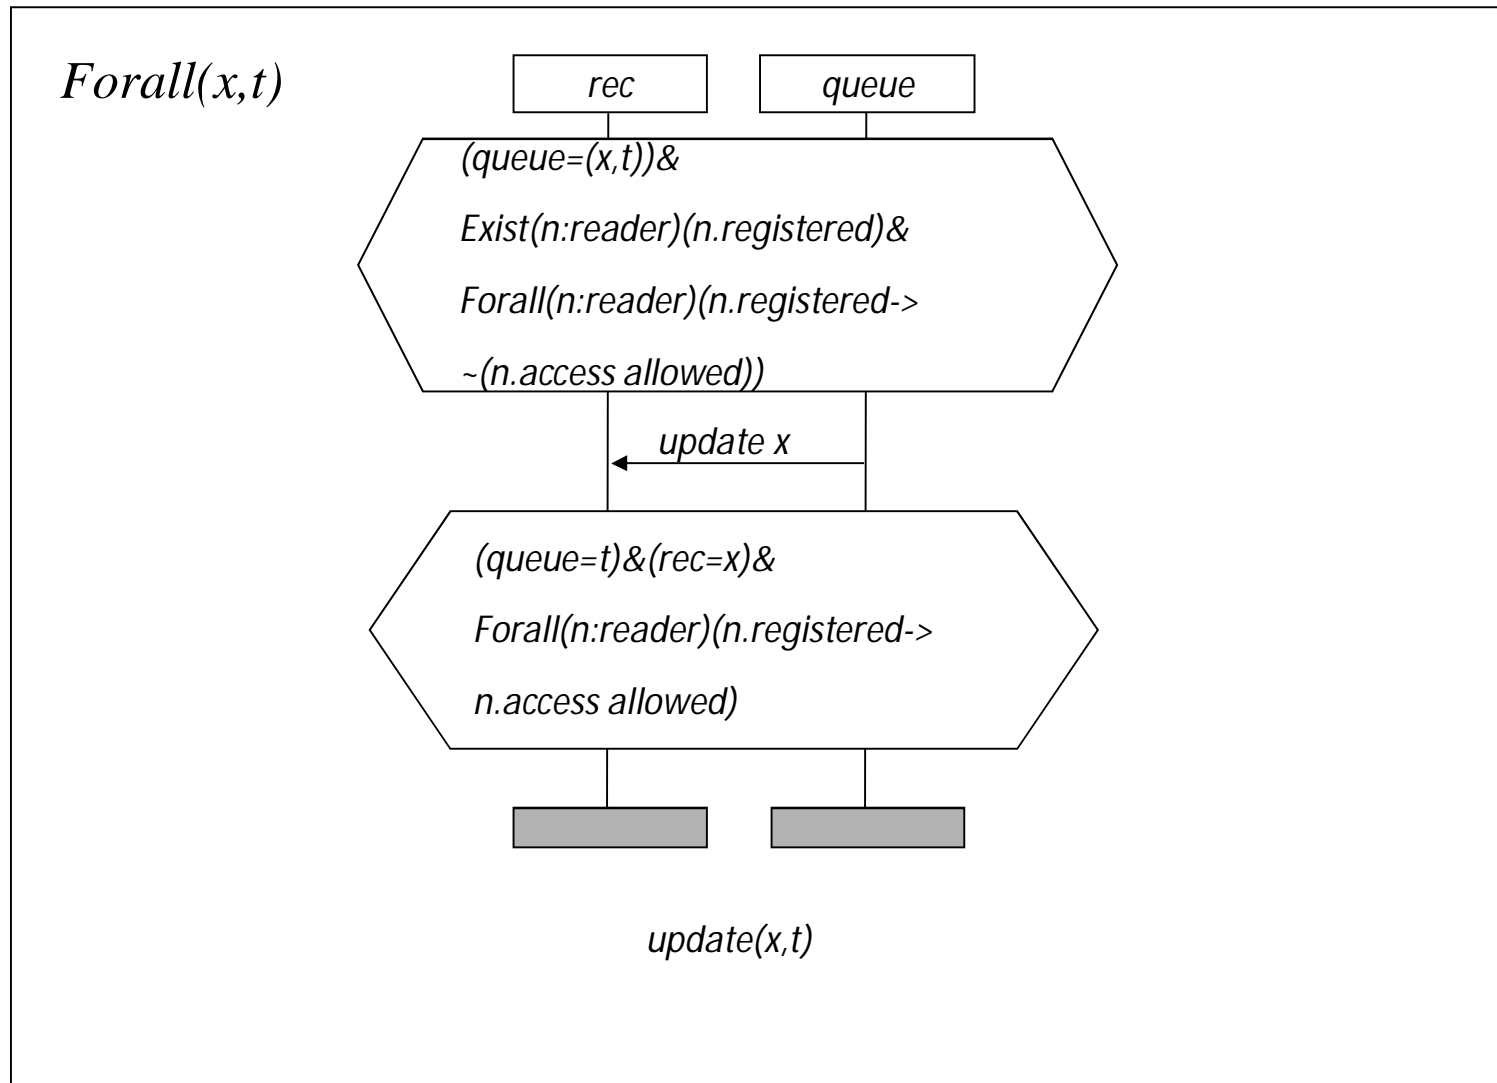 Forall(x,t)
rec
queue
(queue=(x,t))&
Exist(n:reader)(n.registered)&
Forall(n:reader)(n.registered->
~(n.access allowed))
update x
(queue=t)&(rec=x)&
Forall(n:reader)(n.registered->
n.access allowed)
update(x,t)